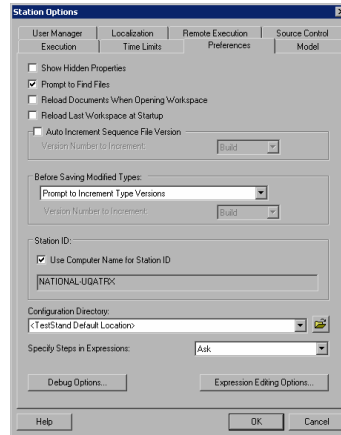 Station Options
User Manager Localization Remote Execution Source Control
Execution Time Limits Preferences Model
Show Hidden Properties
Prompt to Find Files
Reload Documents When Opening Workspace
Reload Last Workspace at Startup
Auto Increment Sequence File Version
Version Number to Increment: Build
Before Saving Modified Types:
Prompt to Increment Type Versions
Version Number to Increment: Build
Station ID:
Use Computer Name for Station ID
NATIONAL-UQATRX
Configuration Directory:
<TestStand Default Location>
Specify Steps in Expressions: Ask
Debug Options... Expression Editing Options...
Help OK Cancel